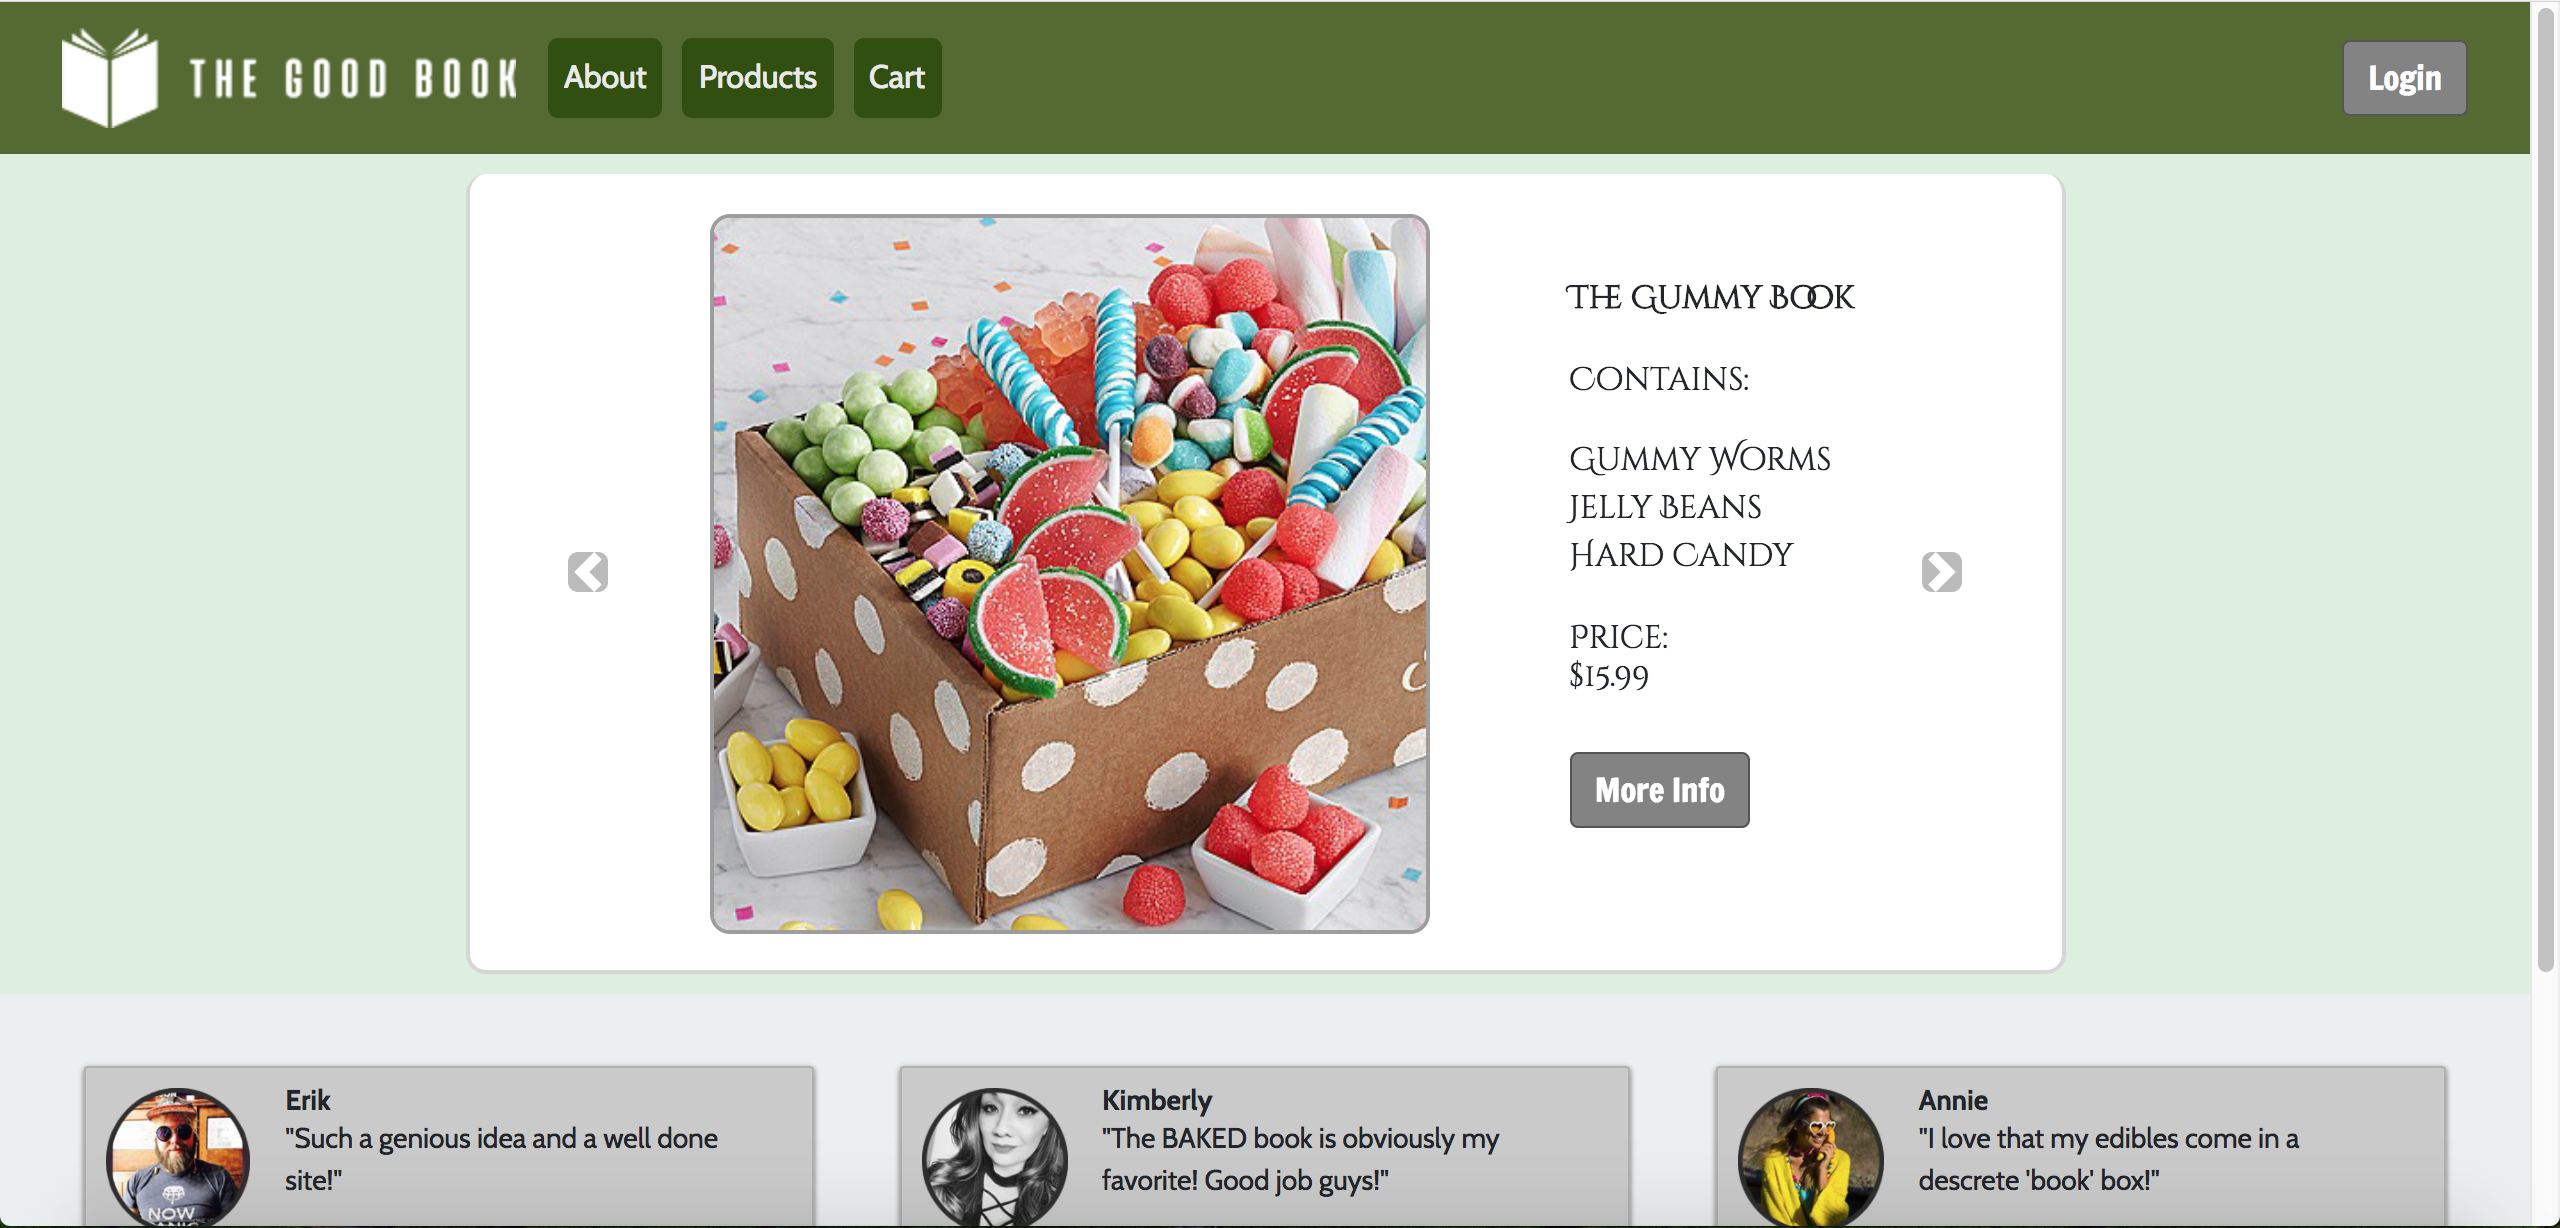 THE GOOD BOOK
About
Products
Cart
Login
THE GUMMY BOOK
CONTAINS:
GUMMY WORMS
JELLY BEANS
HARD CANDY
PRICE:
$15.99
More Info
Erik
"Such a genious idea and a well done
site!"
Kimberly
"The BAKED book is obviously my
favorite! Good job guys!"
Annie
"I love that my edibles come in a
descrete 'book' box!"
NOW